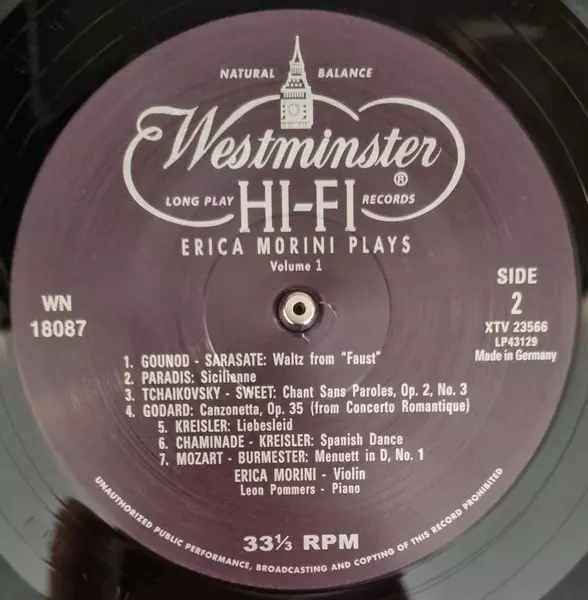 NATURAL BALANCE
Westminster®
LONG PLAY HI-FI RECORDS
ERICA MORINI PLAYS
Volume 1
WN
18087
SIDE
2
XTV 23566
LP43129
Made in Germany
1. GOUNOD - SARASATE: Waltz from "Faust"
2. PARADIS: Sicilienne
3. TCHAIKOVSKY - SWEET: Chant Sans Paroles, Op. 2, No. 3
4. GODARD: Canzonetta, Op. 35 (from Concerto Romantique)
5. KREISLER: Liebesleid
6. CHAMINADE - KREISLER: Spanish Dance
7. MOZART - BURMESTER: Menuett in D, No. 1
ERICA MORINI - Violin
Leon Pommers - Piano
33⅓ RPM
UNAUTHORIZED PUBLIC PERFORMANCE, BROADCASTING AND COPYING OF THIS RECORD PROHIBITED